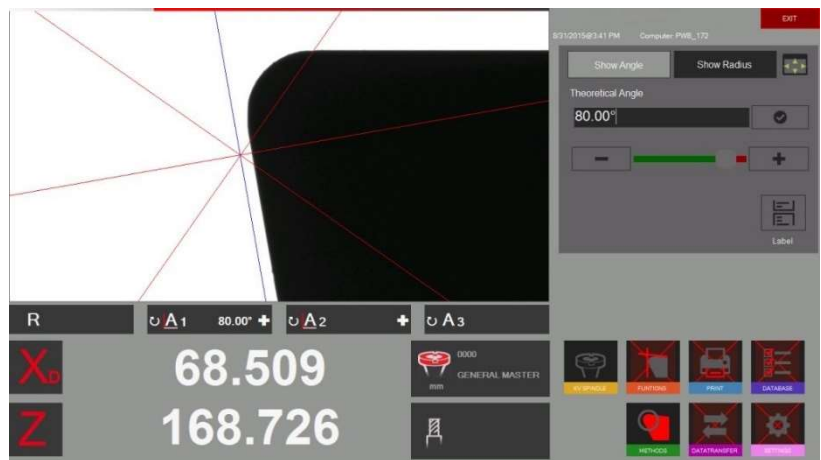 EXIT
8/31/2015@3:41 PM Computer PWB_172
Show Angle Show Radius
Theoretical Angle
80.00°
Label
R A1 80.00° A2 A3
XD 68.509 0000
GENERAL MASTER
mm
Z 168.726
FUNTIONS PRINT DATABASE
METHODS DATATRANSFER SETTINGS